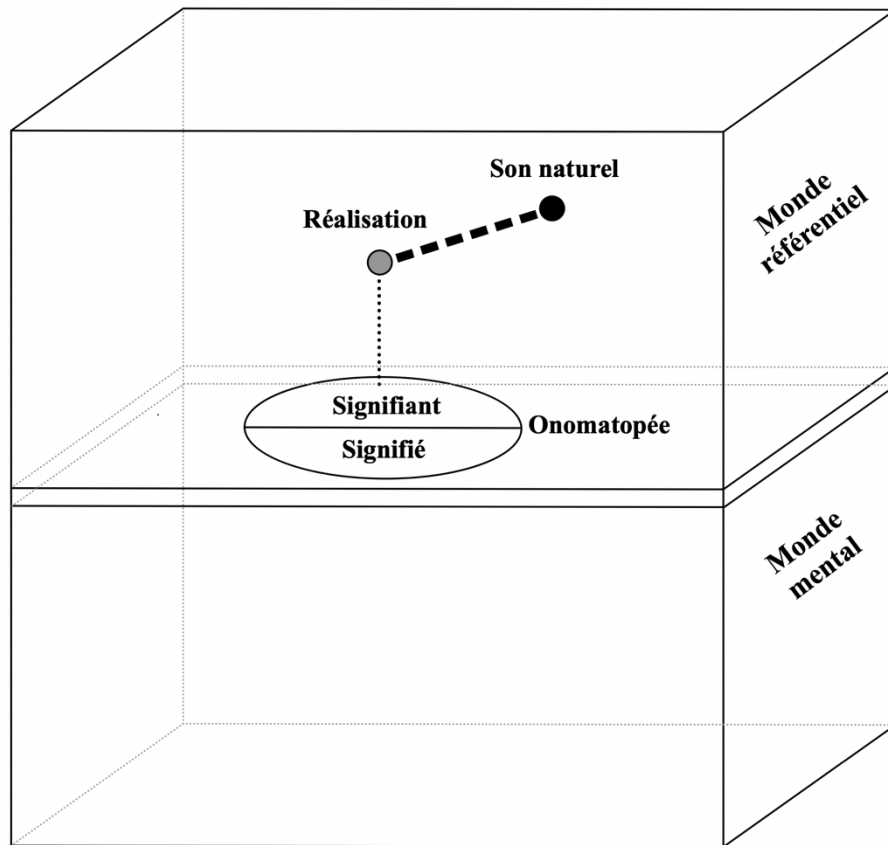 Son naturel
Réalisation
Monde
référentiel
Signifiant
Onomatopée
Signifié
Monde
mental